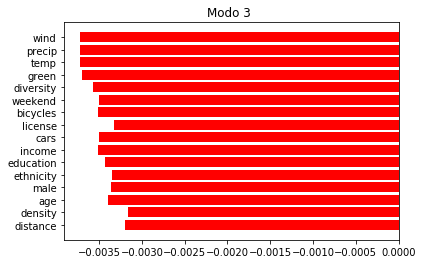 Modo 3
wind
precip
temp
green
diversity
weekend
bicycles
license
cars
income
education
ethnicity
male
age
density
distance
−0.0035 −0.0030 −0.0025 −0.0020 −0.0015 −0.0010 −0.0005 0.0000